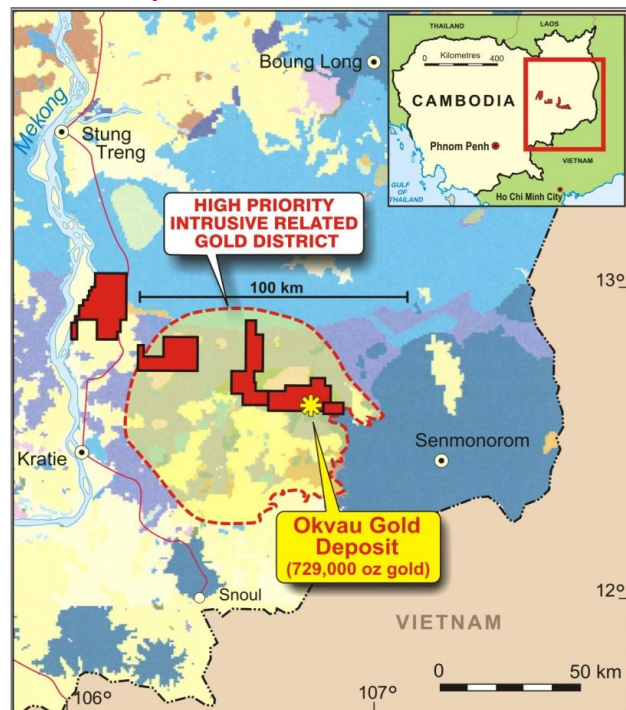 THAILAND
LAOS
0 Kilometres 400
CAMBODIA
Phnom Penh
VIETNAM
GULF
OF
THAILAND
Ho Chi Minh City
Boung Long
Mekong
Stung
Treng
HIGH PRIORITY
INTRUSIVE RELATED
GOLD DISTRICT
100 km
13°
Kratie
Senmonorom
Okvau Gold
Deposit
(729,000 oz gold)
Snoul
12°
VIETNAM
0 50 km
106°
107°